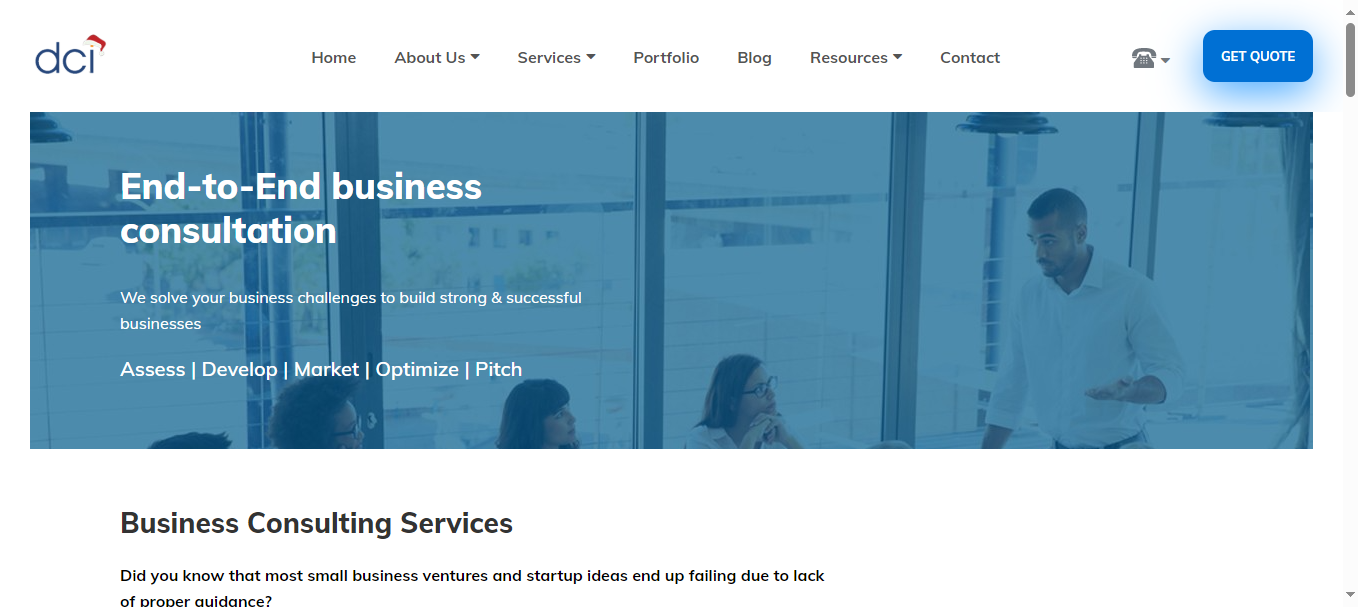 dci
Home About Us Services Portfolio Blog Resources Contact GET QUOTE
End-to-End business
consultation
We solve your business challenges to build strong & successful
businesses
Assess | Develop | Market | Optimize | Pitch
Business Consulting Services
Did you know that most small business ventures and startup ideas end up failing due to lack
of proper guidance?